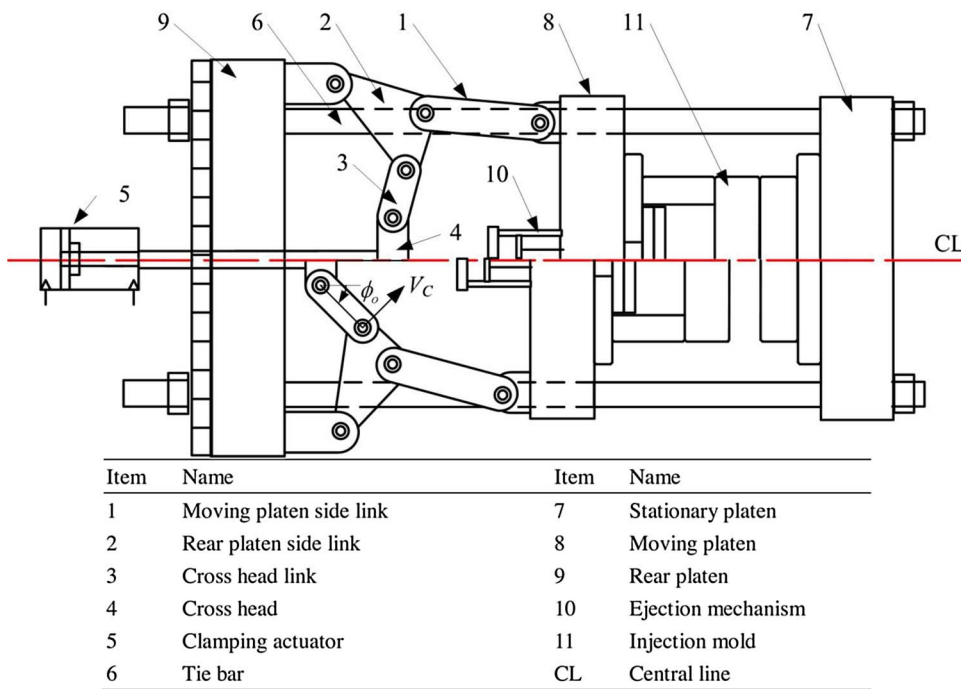 9 6 2 1 8 11 7
3 10
5 4 CL
ϕo VC
Item Name Item Name
1 Moving platen side link 7 Stationary platen
2 Rear platen side link 8 Moving platen
3 Cross head link 9 Rear platen
4 Cross head 10 Ejection mechanism
5 Clamping actuator 11 Injection mold
6 Tie bar CL Central line